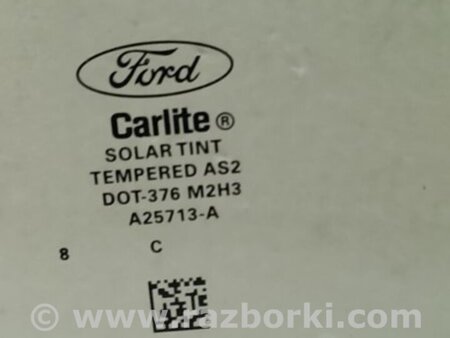 Ford
Carlite ®
SOLAR TINT
TEMPERED AS2
DOT-376 M2H3
A25713-A
8 C
© www.razborki.com